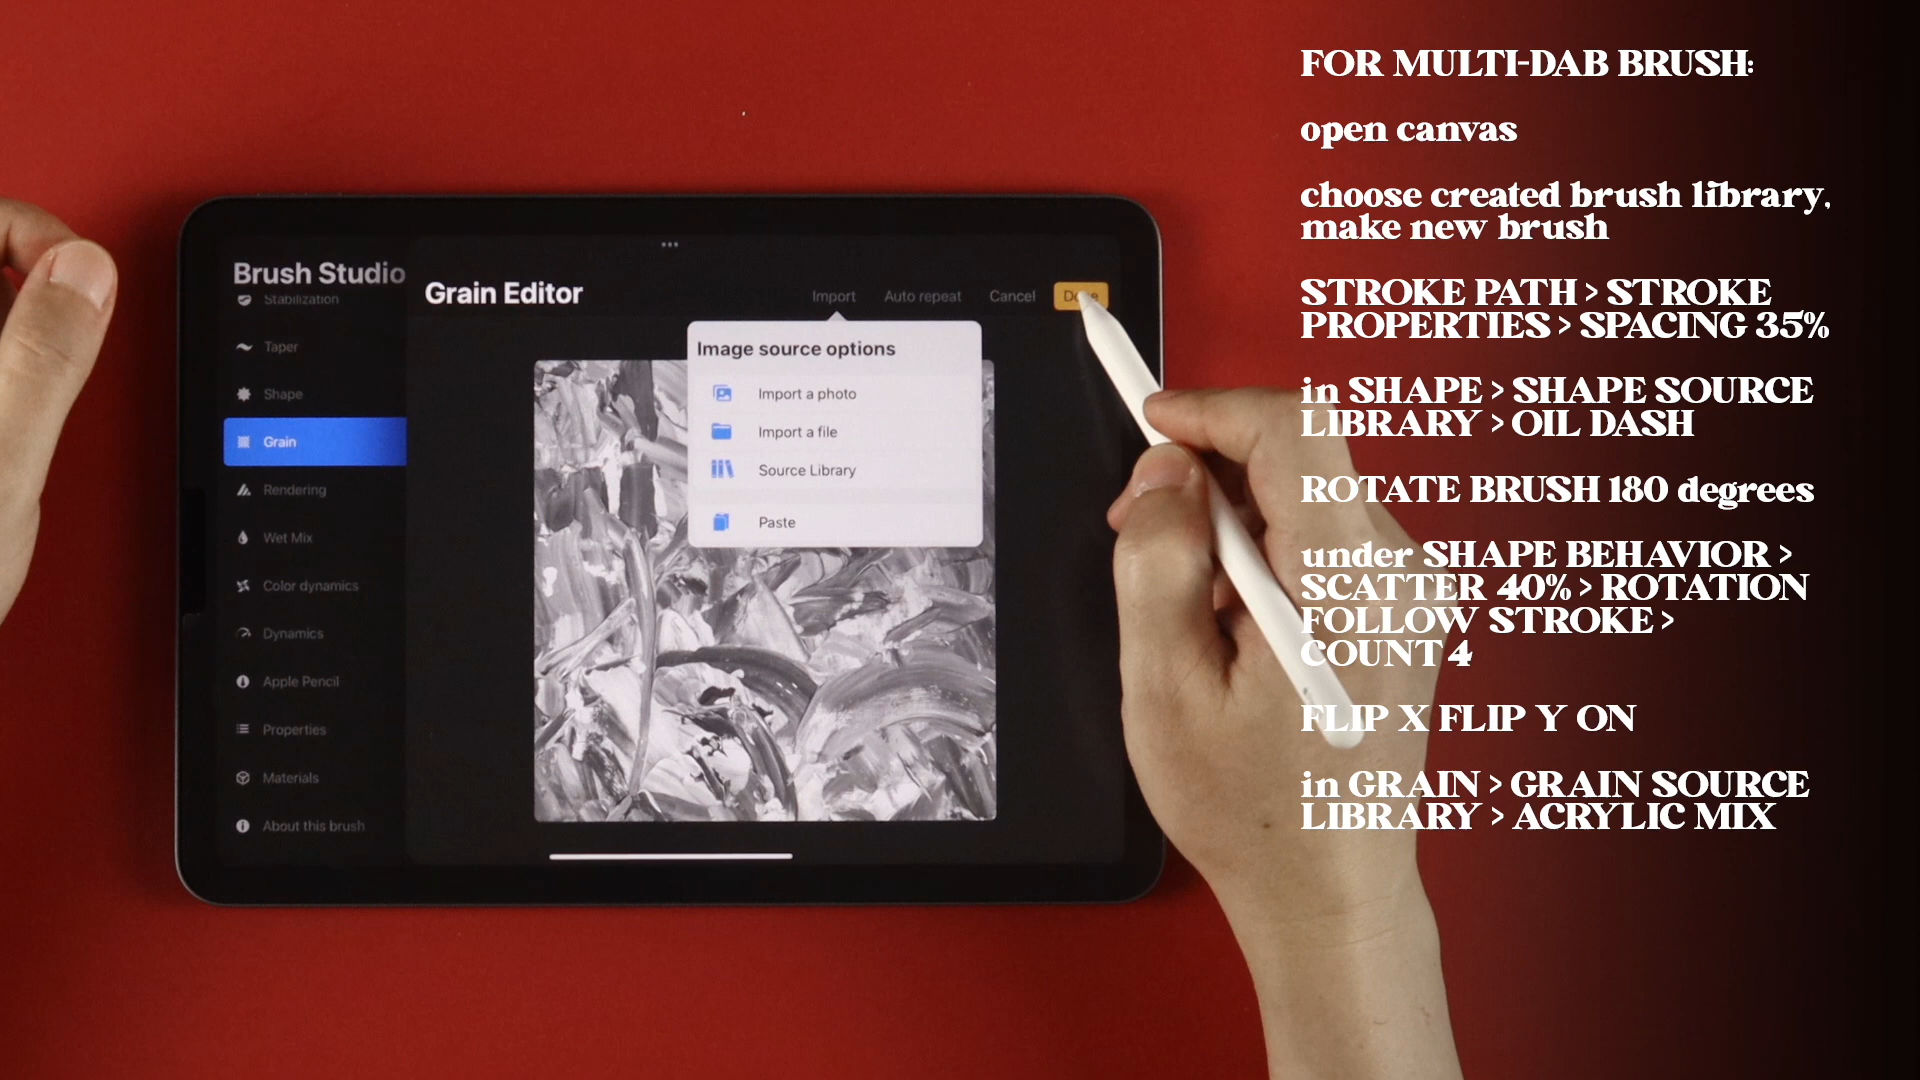 Brush Studio
Stabilization
Taper
Shape
Grain
Rendering
Wet Mix
Color dynamics
Dynamics
Apple Pencil
Properties
Materials
About this brush
Grain Editor
Import
Auto repeat
Cancel
Done
Image source options
Import a photo
Import a file
Source Library
Paste
FOR MULTI-DAB BRUSH:
open canvas
choose created brush library,
make new brush
STROKE PATH > STROKE
PROPERTIES > SPACING 35%
in SHAPE > SHAPE SOURCE
LIBRARY > OIL DASH
ROTATE BRUSH 180 degrees
under SHAPE BEHAVIOR >
SCATTER 40% > ROTATION
FOLLOW STROKE >
COUNT 4
FLIP X FLIP Y ON
in GRAIN > GRAIN SOURCE
LIBRARY > ACRYLIC MIX